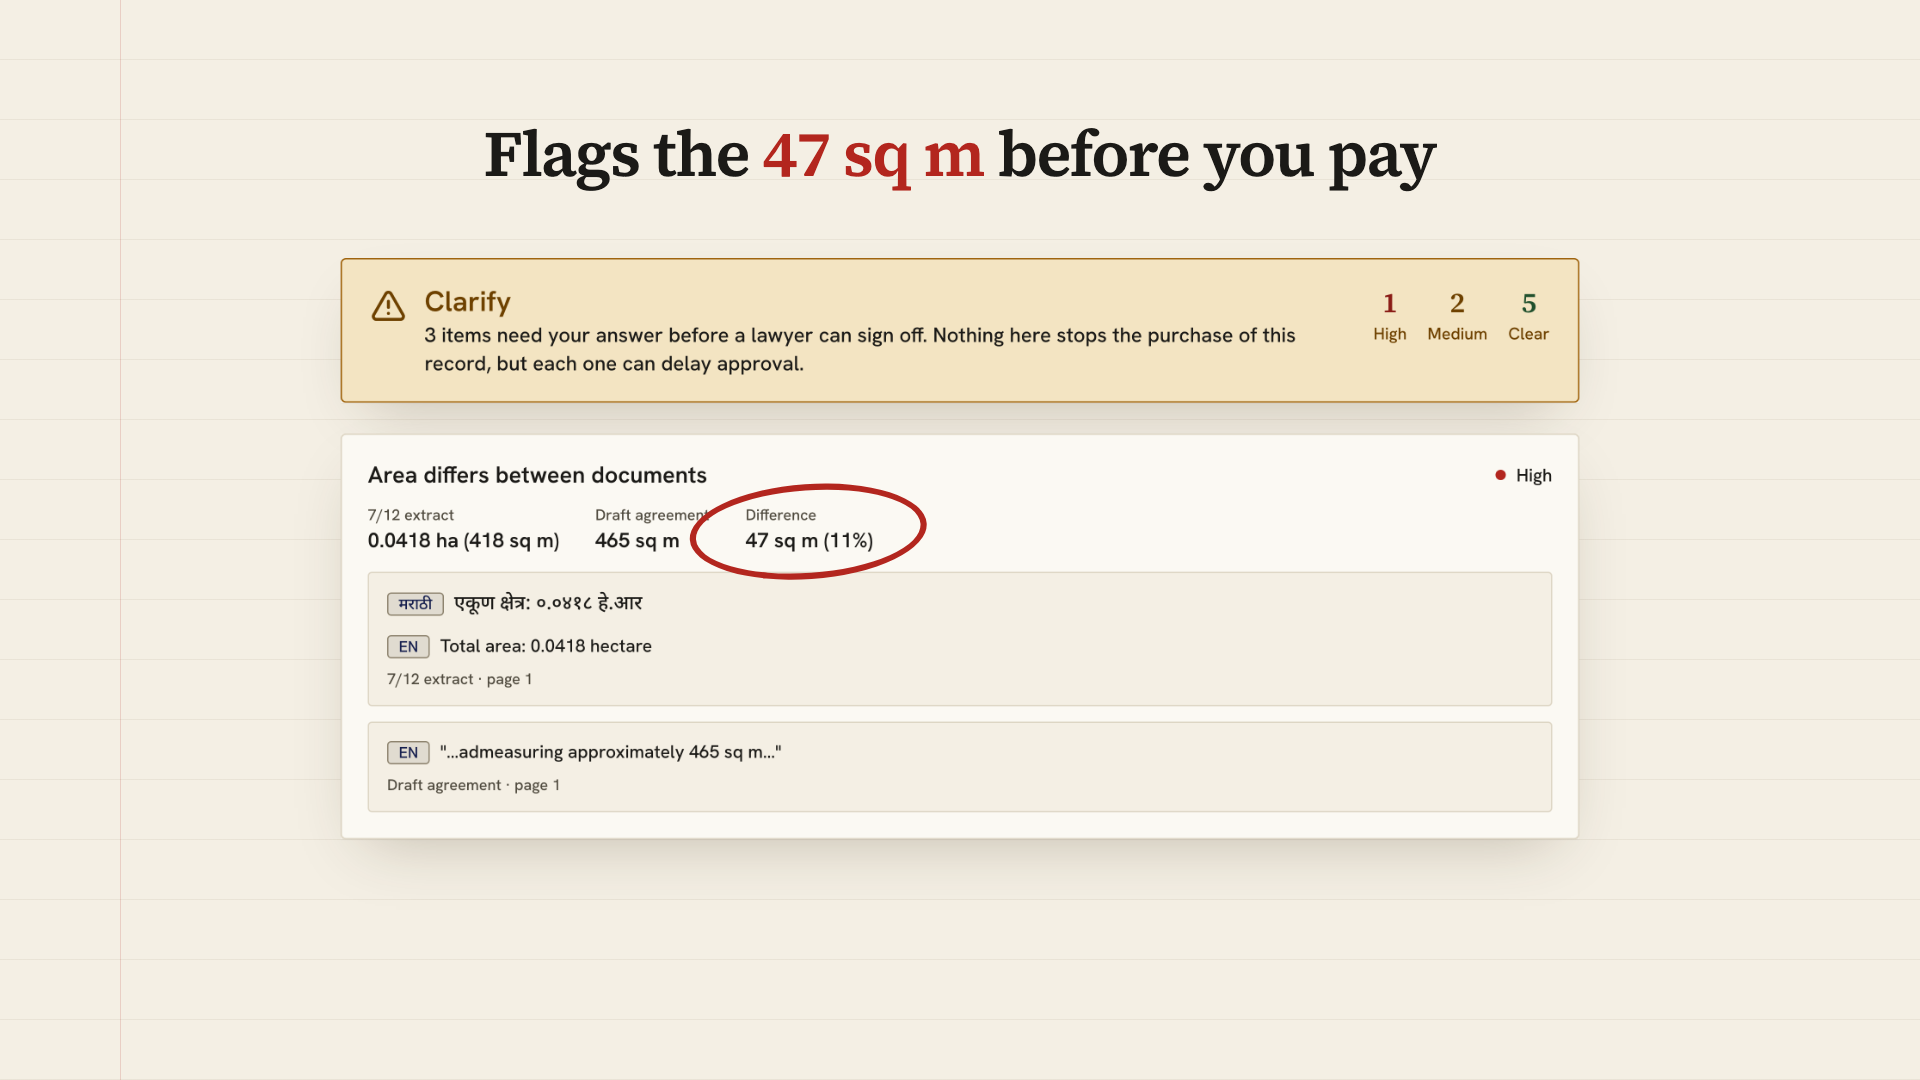 Flags the 47 sq m before you pay
Clarify
3 items need your answer before a lawyer can sign off. Nothing here stops the purchase of this
record, but each one can delay approval.
1 2 5
High Medium Clear
Area differs between documents
High
7/12 extract Draft agreement Difference
0.0418 ha (418 sq m) 465 sq m 47 sq m (11%)
मराठी एकूण क्षेत्र: ०.०४१८ हे.आर
EN Total area: 0.0418 hectare
7/12 extract · page 1
EN "...admeasuring approximately 465 sq m..."
Draft agreement · page 1